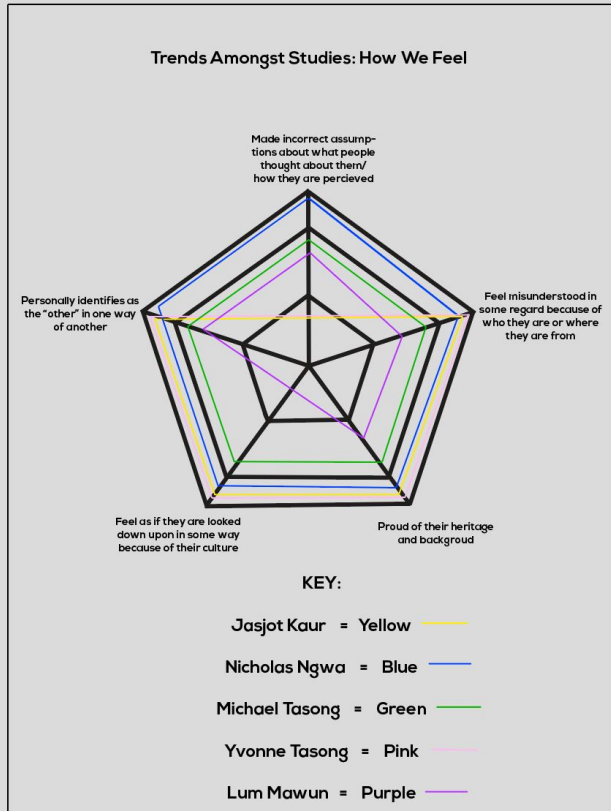 Trends Amongst Studies: How We Feel
Made incorrect assump-
tions about what people
thought about them/
how they are percieved
Personally identifies as
the "other" in one way
of another
Feel misunderstood in
some regard because of
who they are or where
they are from
Feel as if they are looked
down upon in some way
because of their culture
Proud of their heritage
and backgroud
KEY:
Jasjot Kaur = Yellow
Nicholas Ngwa = Blue
Michael Tasong = Green
Yvonne Tasong = Pink
Lum Mawun = Purple